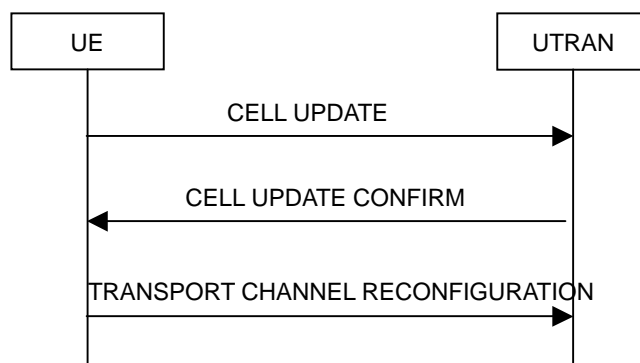 UE
UTRAN
CELL UPDATE
CELL UPDATE CONFIRM
TRANSPORT CHANNEL RECONFIGURATION